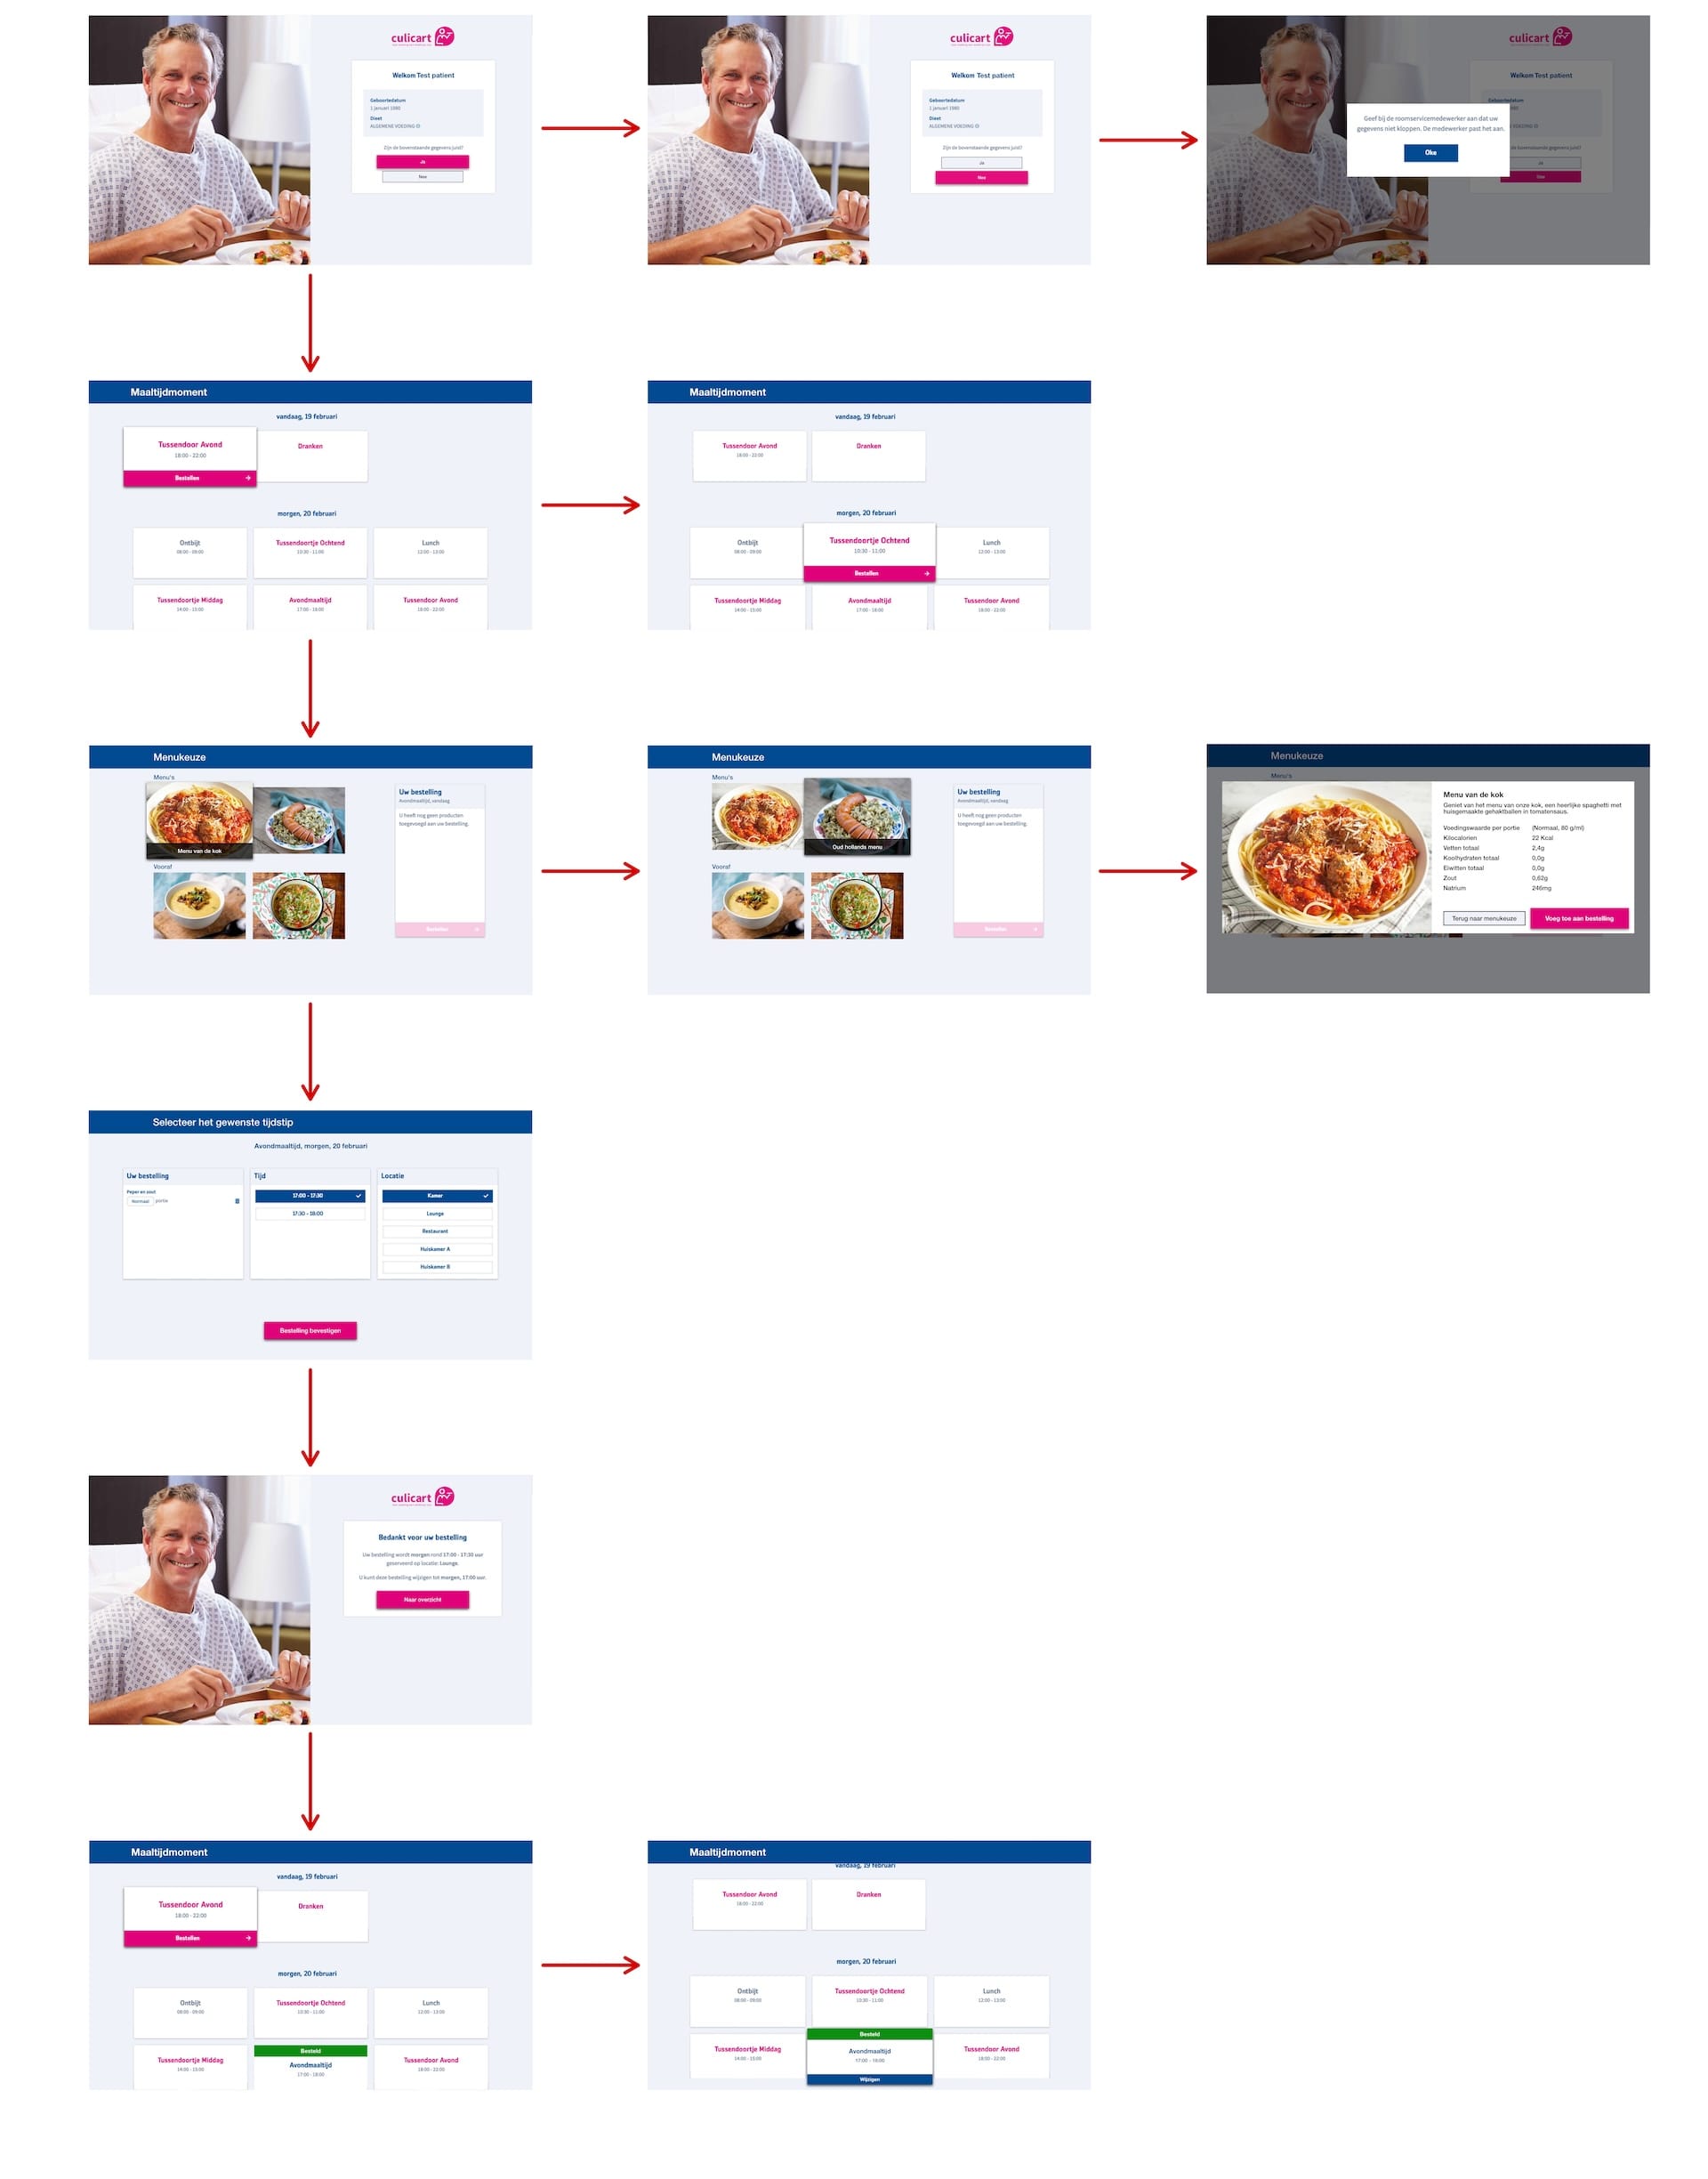 culicart
Welkom Test patient
Geboortedatum
1 januari 1980
Dieet
ALGEMENE VOEDING
Zijn de bovenstaande gegevens juist?
Ja
Nee
culicart
Welkom Test patient
Geboortedatum
1 januari 1980
Dieet
ALGEMENE VOEDING
Zijn de bovenstaande gegevens juist?
Ja
Nee
culicart
Welkom Test patient
Geboortedatum
Geef bij de roomservicemedewerker aan dat uw
gegevens niet kloppen. De medewerker past het aan.
Oke
Ja
Nee
Maaltijdmoment
vandaag, 19 februari
Tussendoor Avond
18:00 - 22:00
Bestellen
Dranken
morgen, 20 februari
Ontbijt
08:00 - 09:00
Tussendoortje Ochtend
10:30 - 11:00
Lunch
12:00 - 13:00
Tussendoortje Middag
14:00 - 15:00
Avondmaaltijd
17:00 - 18:00
Tussendoor Avond
18:00 - 22:00
Maaltijdmoment
vandaag, 19 februari
Tussendoor Avond
18:00 - 22:00
Dranken
morgen, 20 februari
Ontbijt
08:00 - 09:00
Tussendoortje Ochtend
10:30 - 11:00
Bestellen
Lunch
12:00 - 13:00
Tussendoortje Middag
14:00 - 15:00
Avondmaaltijd
17:00 - 18:00
Tussendoor Avond
18:00 - 22:00
Menukeuze
Menu's
Menu van de kok
Vooraf
Uw bestelling
Avondmaaltijd, vandaag
U heeft nog geen producten
toegevoegd aan uw bestelling.
Bestellen
Menukeuze
Menu's
Oud hollands menu
Vooraf
Uw bestelling
Avondmaaltijd, vandaag
U heeft nog geen producten
toegevoegd aan uw bestelling.
Bestellen
Menukeuze
Menu's
Menu van de kok
Geniet van het menu van onze kok, een heerlijke spaghetti met
huisgemaakte gehaktballen in tomatensaus.
Voedingswaarde per portie (Normaal, 80 g/ml)
Kilocalorien 22 Kcal
Vetten totaal 2,4g
Koolhydraten totaal 0,0g
Eiwitten totaal 0,0g
Zout 0,62g
Natrium 246mg
Terug naar menukeuze
Voeg toe aan bestelling
Selecteer het gewenste tijdstip
Avondmaaltijd, morgen, 20 februari
Uw bestelling
Peper en zout
Normaal portie
Tijd
17:00 - 17:30
17:30 - 18:00
Locatie
Kamer
Lounge
Restaurant
Huiskamer A
Huiskamer B
Bestelling bevestigen
culicart
Bedankt voor uw bestelling
Uw bestelling wordt morgen rond 17:00 - 17:30 uur
geserveerd op locatie: Lounge.
U kunt deze bestelling wijzigen tot morgen, 17:00 uur.
Naar overzicht
Maaltijdmoment
vandaag, 19 februari
Tussendoor Avond
18:00 - 22:00
Bestellen
Dranken
morgen, 20 februari
Ontbijt
08:00 - 09:00
Tussendoortje Ochtend
10:30 - 11:00
Lunch
12:00 - 13:00
Tussendoortje Middag
14:00 - 15:00
Besteld
Avondmaaltijd
17:00 - 18:00
Tussendoor Avond
18:00 - 22:00
Maaltijdmoment
vandaag, 19 februari
Tussendoor Avond
18:00 - 22:00
Dranken
morgen, 20 februari
Ontbijt
08:00 - 09:00
Tussendoortje Ochtend
10:30 - 11:00
Lunch
12:00 - 13:00
Tussendoortje Middag
14:00 - 15:00
Besteld
Avondmaaltijd
17:00 - 18:00
Wijzigen
Tussendoor Avond
18:00 - 22:00